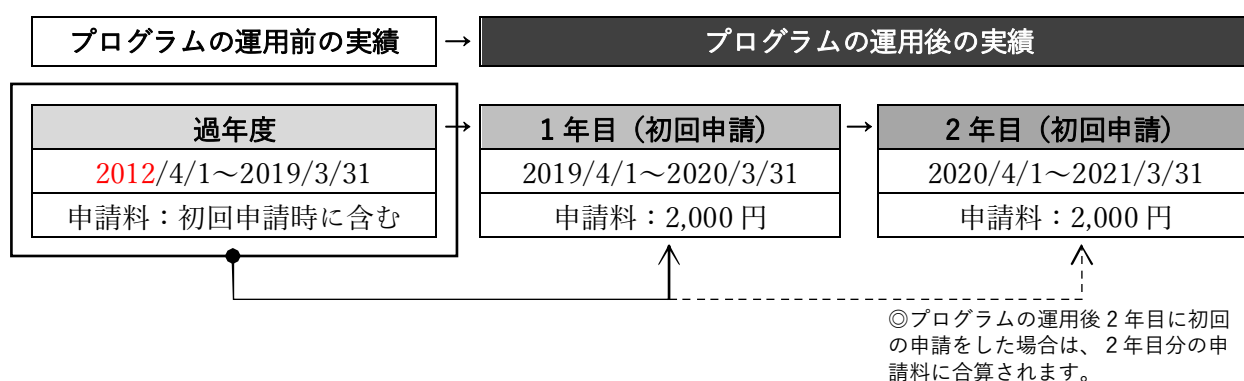 プログラムの運用前の実績 → プログラムの運用後の実績
過年度 → 1年目（初回申請） → 2年目（初回申請）
2012/4/1～2019/3/31 2019/4/1～2020/3/31 2020/4/1～2021/3/31
申請料：初回申請時に含む 申請料：2,000円 申請料：2,000円
◎プログラムの運用後2年目に初回
の申請をした場合は、2年目分の申
請料に合算されます。